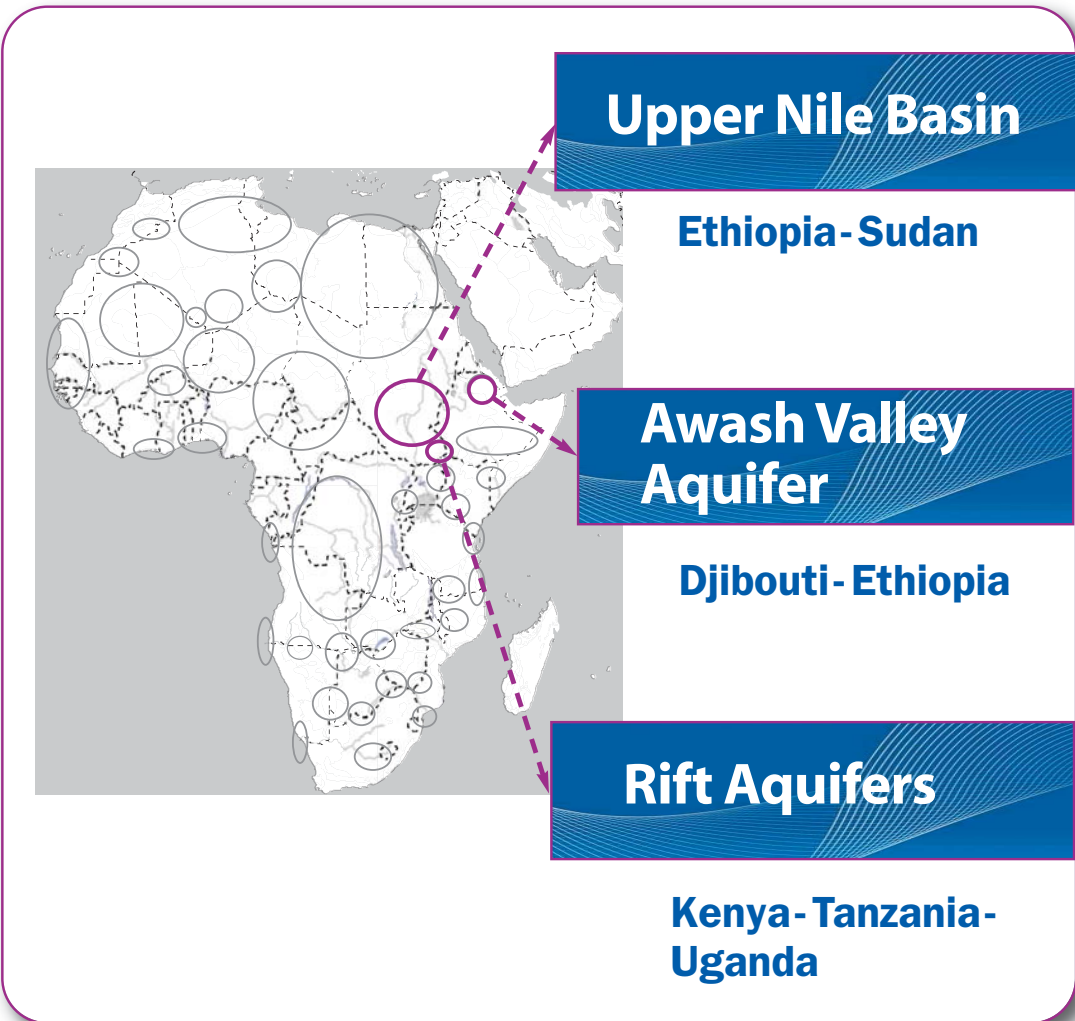 Upper Nile Basin
Ethiopia-Sudan
Awash Valley
Aquifer
Djibouti-Ethiopia
Rift Aquifers
Kenya-Tanzania-
Uganda